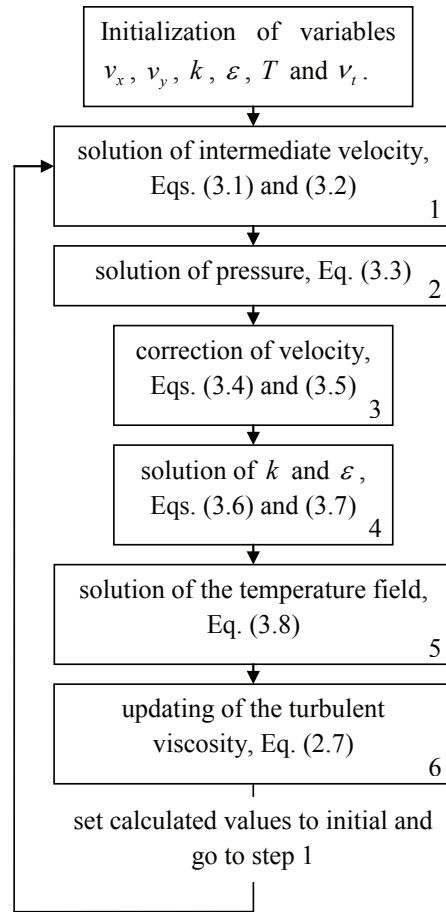 Initialization of variables
v_x , v_y , k , ε , T and ν_t .
solution of intermediate velocity,
Eqs. (3.1) and (3.2)
1
solution of pressure, Eq. (3.3)
2
correction of velocity,
Eqs. (3.4) and (3.5)
3
solution of k and ε ,
Eqs. (3.6) and (3.7)
4
solution of the temperature field,
Eq. (3.8)
5
updating of the turbulent
viscosity, Eq. (2.7)
6
set calculated values to initial and
go to step 1